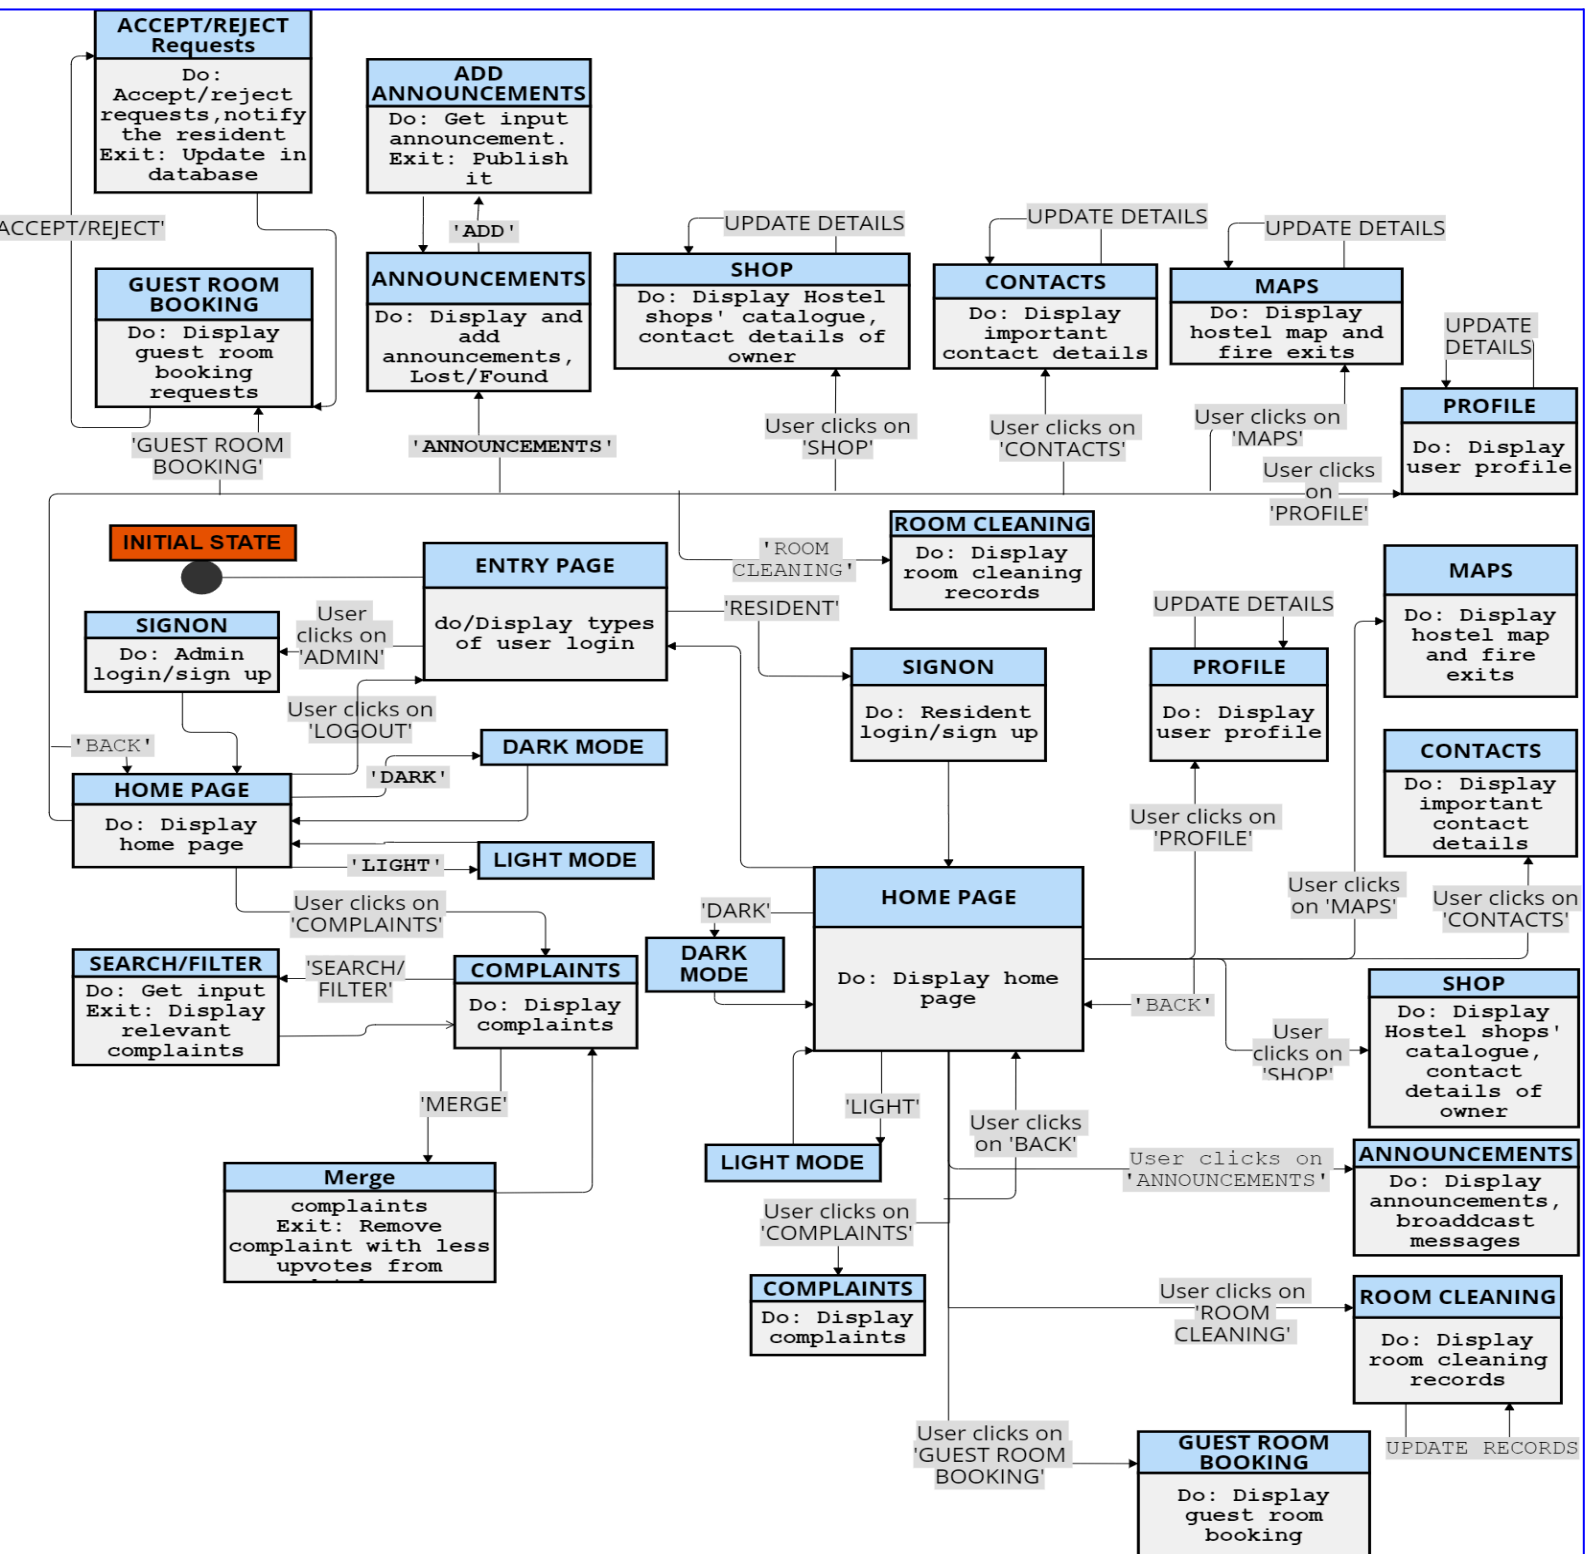 ACCEPT/REJECT
Requests
Do:
Accept/reject
requests,notify
the resident
Exit: Update in
database
ACCEPT/REJECT'
GUEST ROOM
BOOKING
Do: Display
guest room
booking
requests
'GUEST ROOM
BOOKING'
ADD
ANNOUNCEMENTS
Do: Get input
announcement.
Exit: Publish
it
'ADD'
ANNOUNCEMENTS
Do: Display and
add
announcements,
Lost/Found
'ANNOUNCEMENTS'
UPDATE DETAILS
SHOP
Do: Display Hostel
shops' catalogue,
contact details of
owner
User clicks on
'SHOP'
UPDATE DETAILS
CONTACTS
Do: Display
important
contact details
User clicks on
'CONTACTS'
UPDATE DETAILS
MAPS
Do: Display
hostel map and
fire exits
User clicks on
'MAPS'
UPDATE
DETAILS
PROFILE
Do: Display
user profile
User clicks
on
'PROFILE'
INITIAL STATE
ENTRY PAGE
do/Display types
of user login
'ROOM
CLEANING'
ROOM CLEANING
Do: Display
room cleaning
records
User
clicks on
'ADMIN'
SIGNON
Do: Admin
login/sign up
User clicks on
'LOGOUT'
'RESIDENT'
SIGNON
Do: Resident
login/sign up
'BACK'
HOME PAGE
Do: Display
home page
'DARK'
DARK MODE
'LIGHT'
LIGHT MODE
User clicks on
'COMPLAINTS'
SEARCH/FILTER
Do: Get input
Exit: Display
relevant
complaints
'SEARCH/
FILTER'
COMPLAINTS
Do: Display
complaints
'MERGE'
Merge
complaints
Exit: Remove
complaint with less
upvotes from
UPDATE DETAILS
PROFILE
Do: Display
user profile
User clicks on
'PROFILE'
MAPS
Do: Display
hostel map
and fire
exits
User clicks
on 'MAPS'
CONTACTS
Do: Display
important
contact
details
User clicks on
'CONTACTS'
HOME PAGE
Do: Display home
page
'DARK'
DARK
MODE
'BACK'
'LIGHT'
LIGHT MODE
User clicks
on 'BACK'
User
clicks on
'SHOP'
SHOP
Do: Display
Hostel shops'
catalogue,
contact
details of
owner
User clicks on
'ANNOUNCEMENTS'
ANNOUNCEMENTS
Do: Display
announcements,
broaddcast
messages
User clicks on
'COMPLAINTS'
COMPLAINTS
Do: Display
complaints
User clicks on
'ROOM
CLEANING'
ROOM CLEANING
Do: Display
room cleaning
records
UPDATE RECORDS
User clicks on
'GUEST ROOM
BOOKING'
GUEST ROOM
BOOKING
Do: Display
guest room
booking